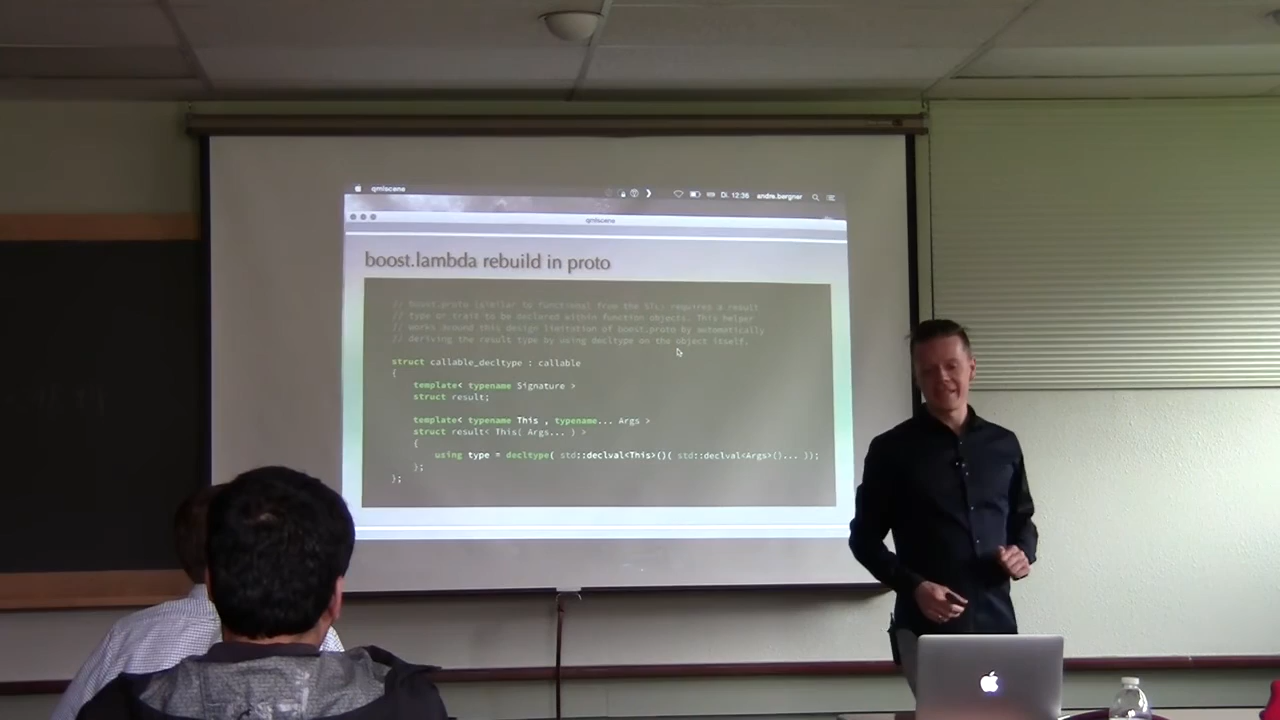 qmlscene
Di. 12:36 andre.bergner
qmlscene
boost.lambda rebuild in proto
// boost.proto (similar to functional from the STL) requires a result
// type or trait to be declared within function objects. This helper
// works around this design limitation of boost.proto by automatically
// deriving the result type by using decltype on the object itself.
struct callable_decltype : callable
{
template< typename Signature >
struct result;
template< typename This , typename... Args >
struct result< This( Args... ) >
{
using type = decltype( std::declval<This>()( std::declval<Args>()... ));
};
};